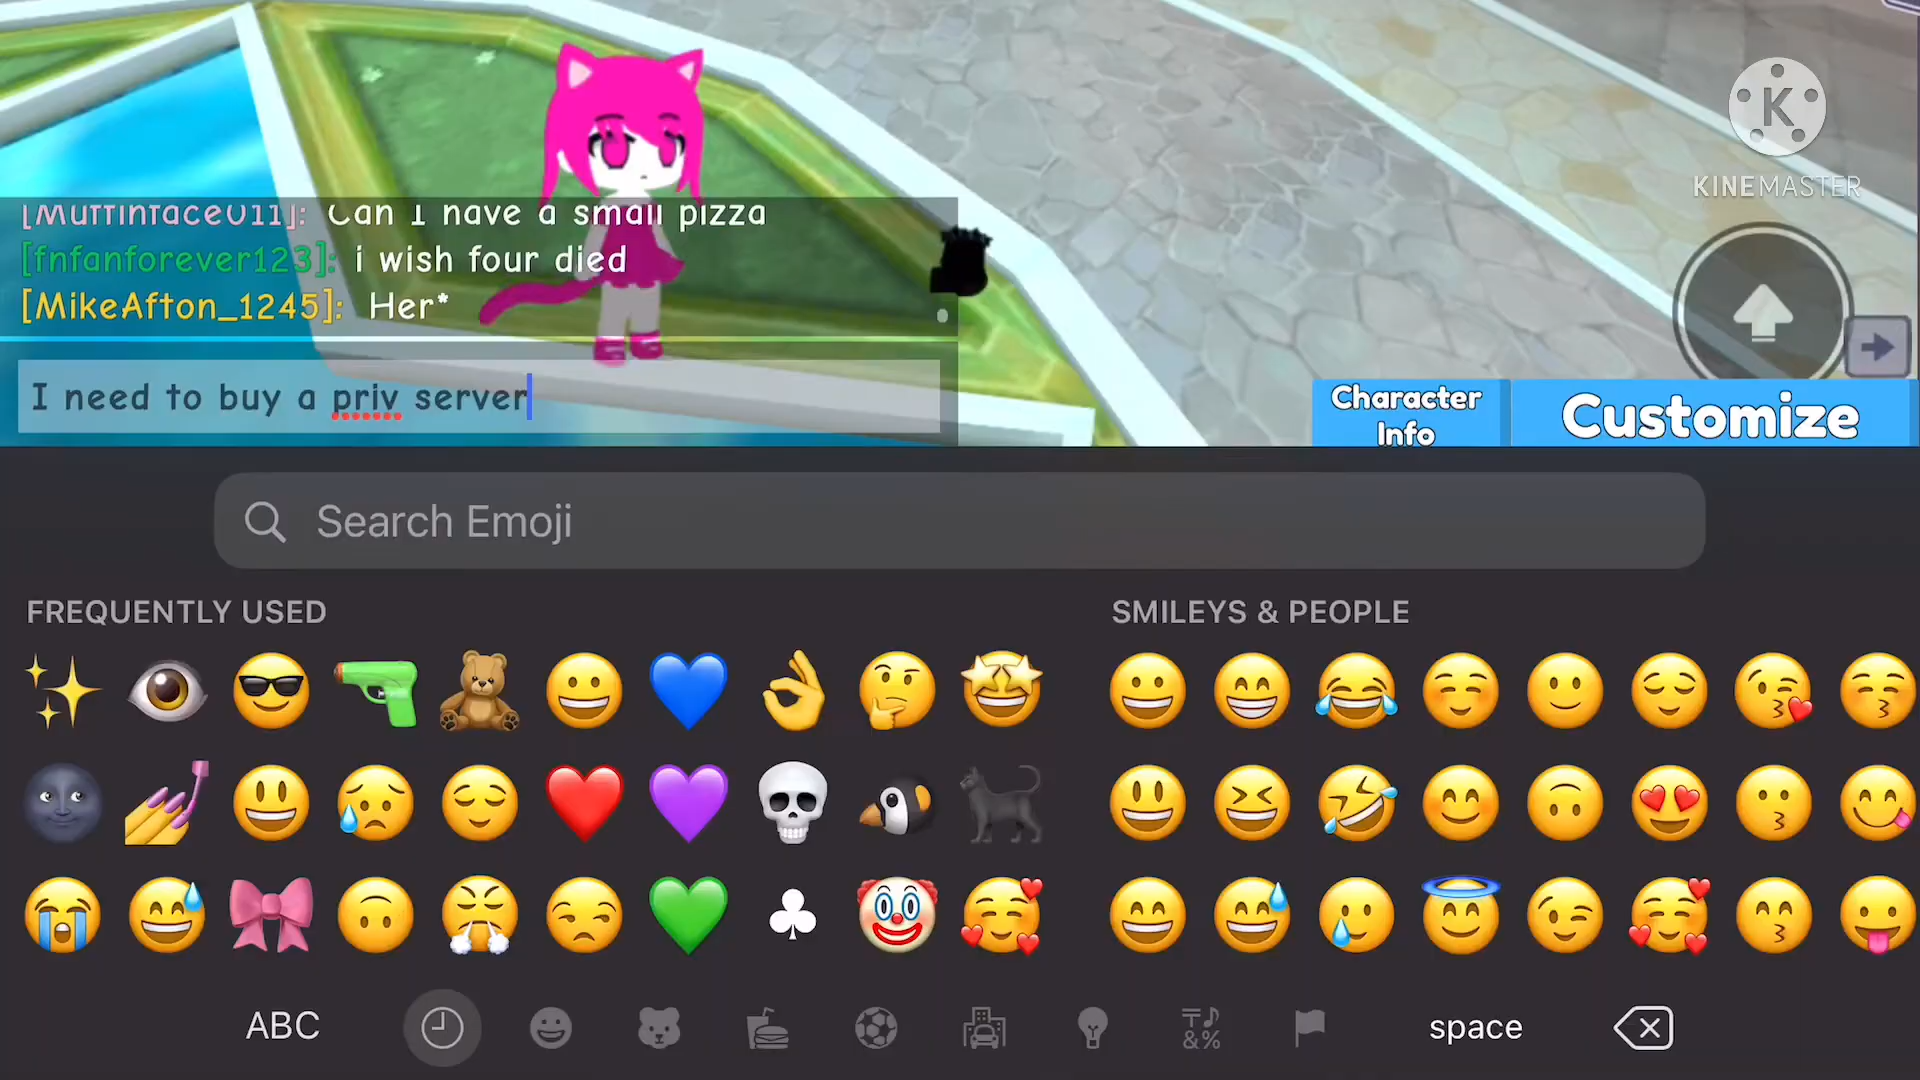 [Muffinface011]: Can I have a small pizza
[fnfanforever123]: i wish four died
[MikeAfton_1245]: Her*
I need to buy a priv server
KINEMASTER
Character
Info
Customize
Search Emoji
FREQUENTLY USED
SMILEYS & PEOPLE
ABC
space